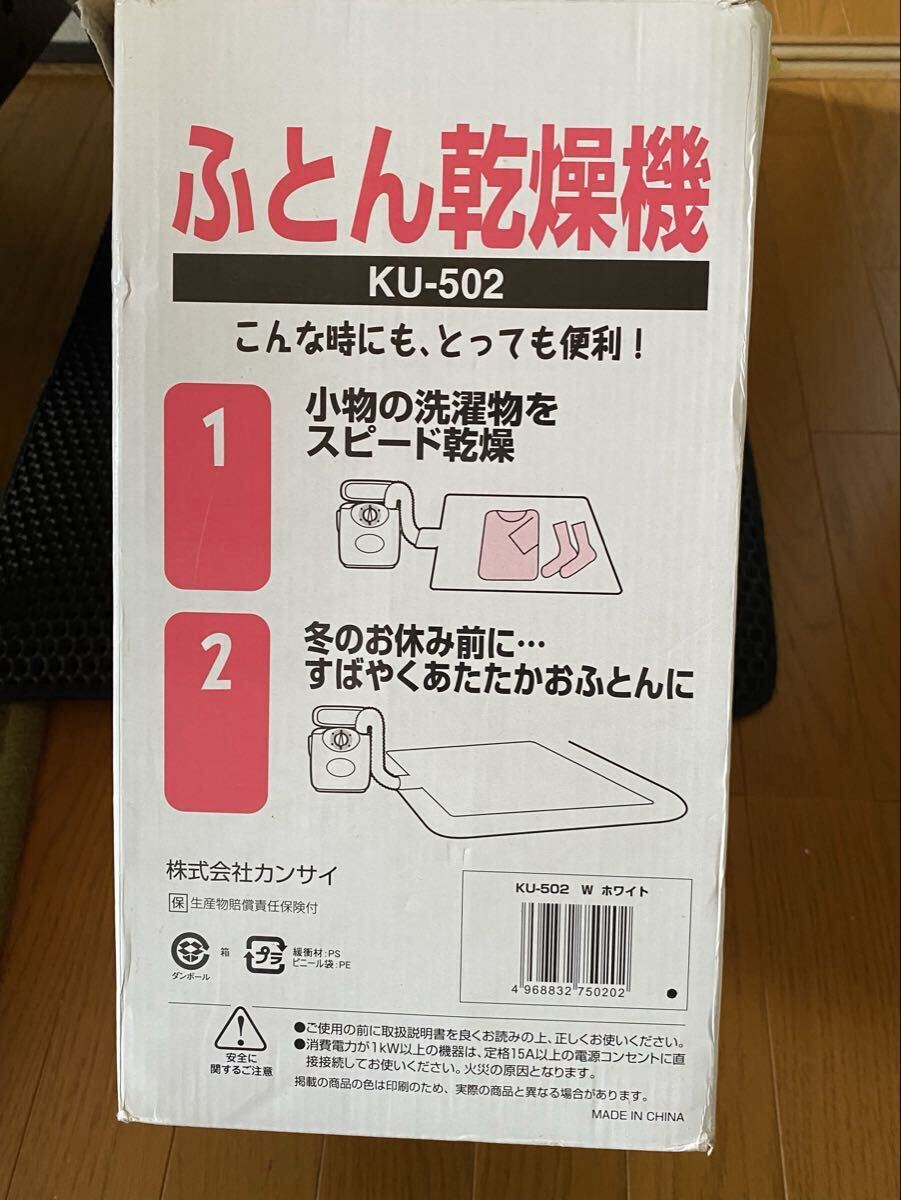 ふとん乾燥機
KU-502
こんな時にも、とっても便利！
1
小物の洗濯物を
スピード乾燥
2
冬のお休み前に…
すばやくあたたかおふとんに
株式会社カンサイ
保 生産物賠償責任保険付
ダンボール
箱
プラ
緩衝材:PS
ビニール袋:PE
KU-502 W ホワイト
4 968832 750202
安全に
関するご注意
●ご使用の前に取扱説明書を良くお読みの上、正しくお使いください。
●消費電力が1kW以上の機器は、定格15A以上の電源コンセントに直
接接続してお使いください。火災の原因となります。
掲載の商品の色は印刷のため、実際の商品と異なる場合があります。
MADE IN CHINA